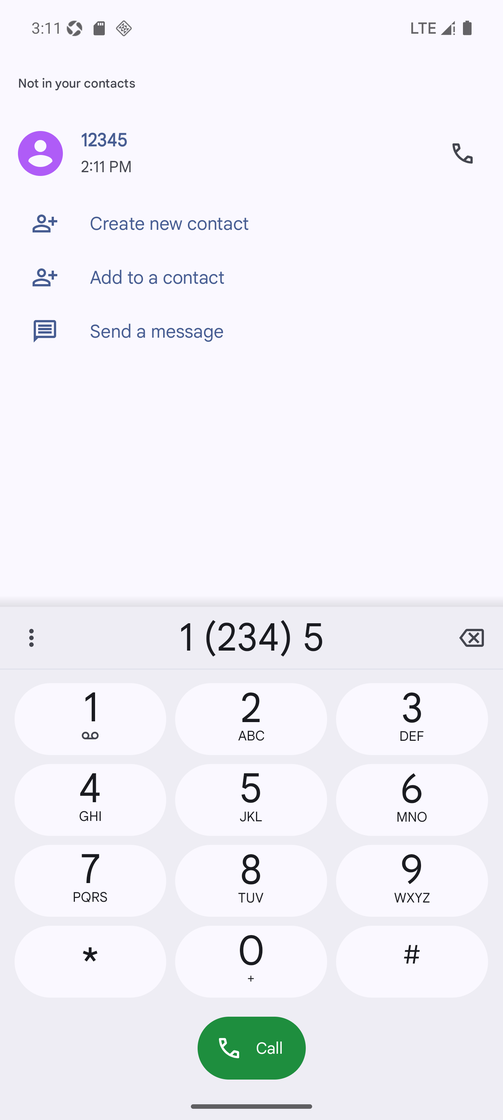 3:11 LTE
Not in your contacts
12345
2:11 PM
Create new contact
Add to a contact
Send a message
1 (234) 5
1 2 3
ABC DEF
4 5 6
GHI JKL MNO
7 8 9
PQRS TUV WXYZ
* 0 #
+
Call